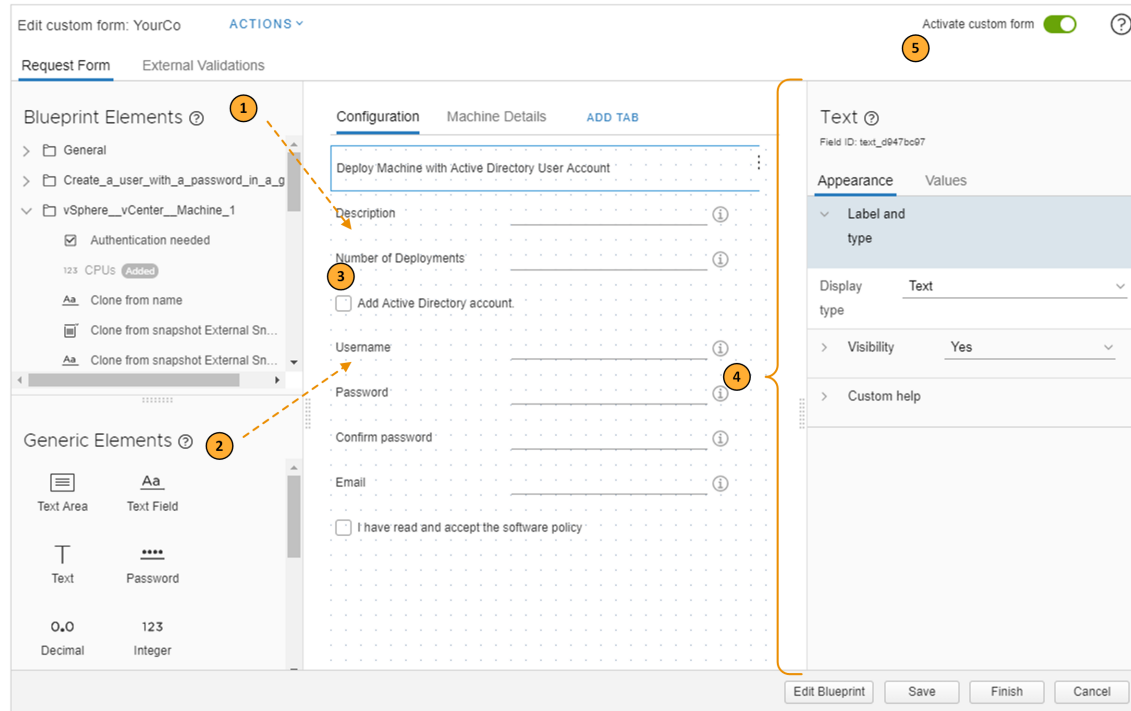 Edit custom form: YourCo
ACTIONS
Activate custom form
?
5
Request Form
External Validations
Blueprint Elements ?
1
General
Create_a_user_with_a_password_in_a_g
vSphere__vCenter__Machine_1
Authentication needed
123 CPUs Added
Aa Clone from name
Clone from snapshot External Sn...
Aa Clone from snapshot External Sn...
Generic Elements ?
2
Text Area
Aa
Text Field
T
Text
Password
0.0
Decimal
123
Integer
Configuration
Machine Details
ADD TAB
Deploy Machine with Active Directory User Account
Description
Number of Deployments
3
Add Active Directory account.
Username
4
Password
Confirm password
Email
I have read and accept the software policy
Text ?
Field ID: text_d947bc97
Appearance
Values
Label and
type
Display
type
Text
Visibility
Yes
Custom help
Edit Blueprint
Save
Finish
Cancel